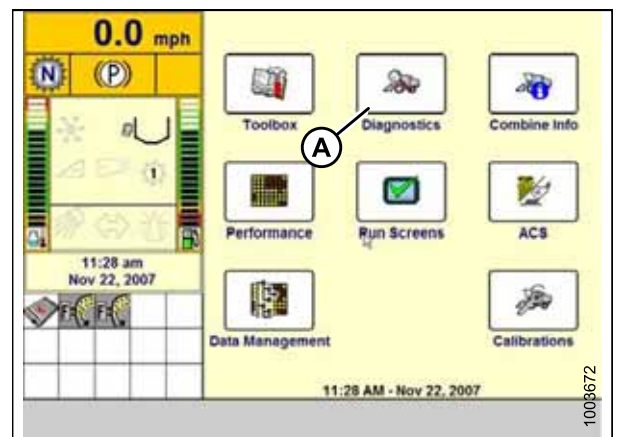 0.0 mph
N
(P)
Toolbox
Diagnostics
Combine Info
A
1
Performance
Run Screens
ACS
11:28 am
Nov 22, 2007
Data Management
Calibrations
11:28 AM - Nov 22, 2007
1003672